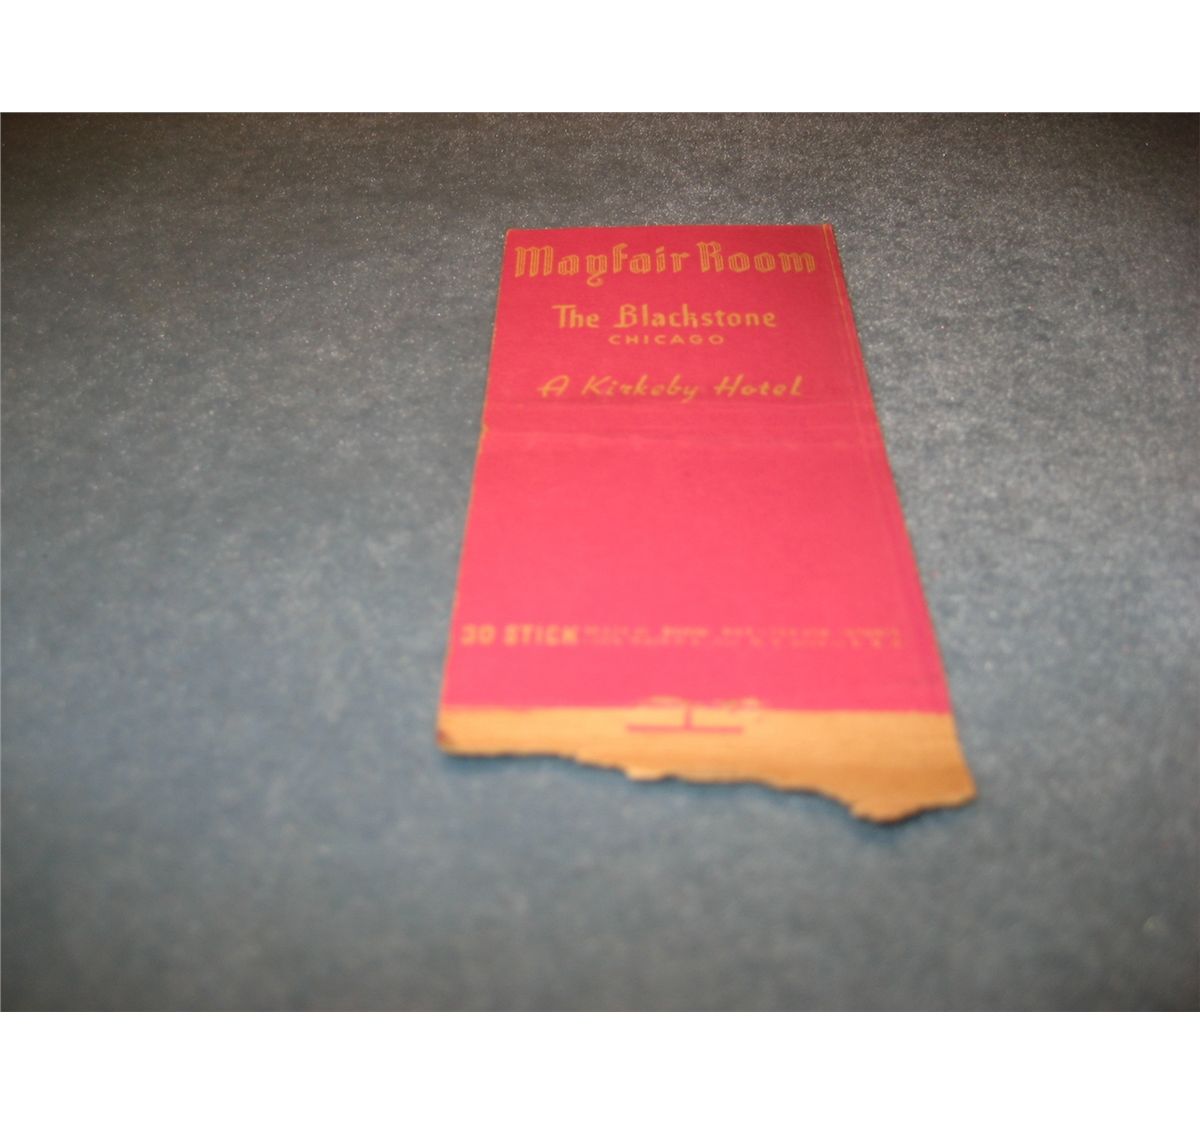 Mayfair Room
The Blackstone
CHICAGO
A Kirkeby Hotel
30 STICK